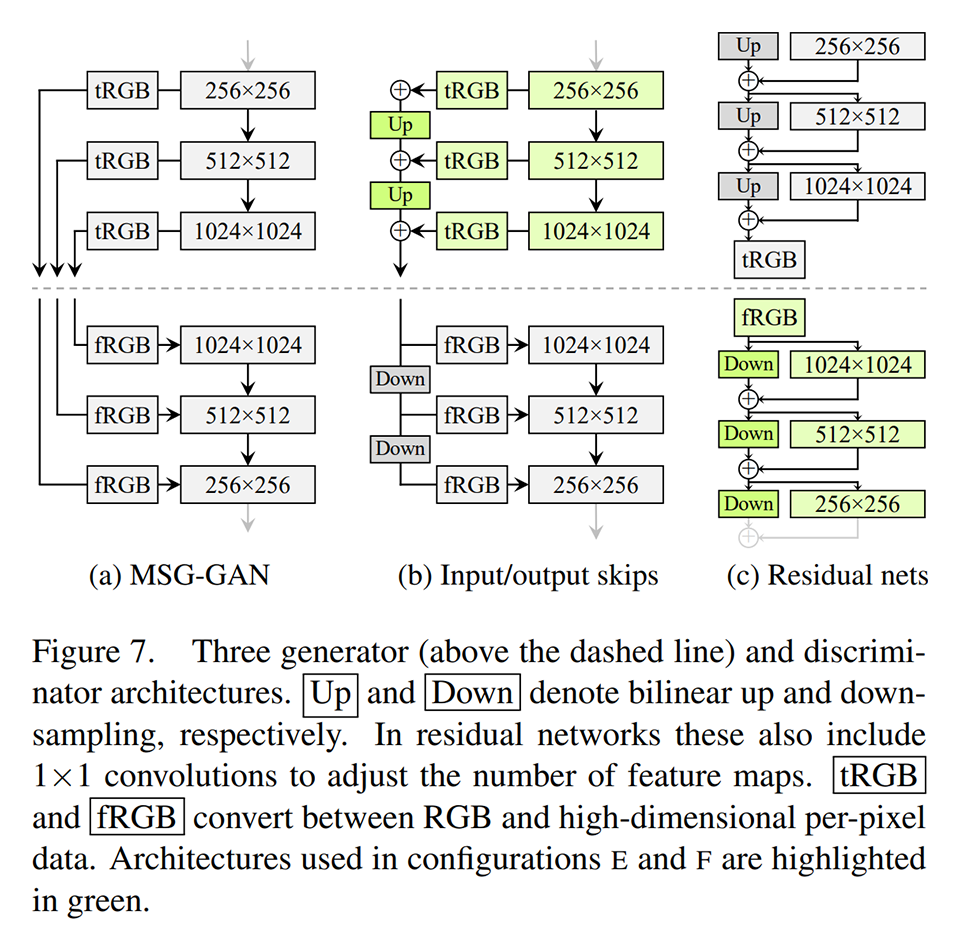 tRGB 256×256
tRGB 512×512
tRGB 1024×1024
fRGB 1024×1024
fRGB 512×512
fRGB 256×256
(a) MSG-GAN
tRGB 256×256
Up
tRGB 512×512
Up
tRGB 1024×1024
fRGB 1024×1024
Down
fRGB 512×512
Down
fRGB 256×256
(b) Input/output skips
Up 256×256
Up 512×512
Up 1024×1024
tRGB
fRGB
Down 1024×1024
Down 512×512
Down 256×256
(c) Residual nets
Figure 7. Three generator (above the dashed line) and discrimi-
nator architectures. Up and Down denote bilinear up and down-
sampling, respectively. In residual networks these also include
1×1 convolutions to adjust the number of feature maps. tRGB
and fRGB convert between RGB and high-dimensional per-pixel
data. Architectures used in configurations E and F are highlighted
in green.